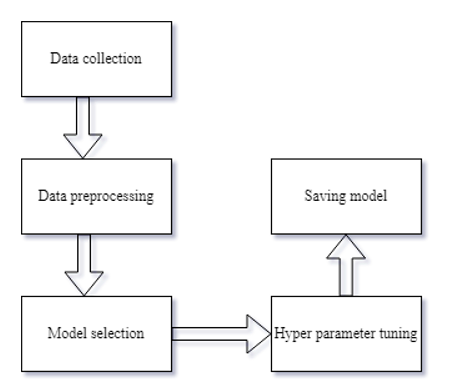 Data collection
Data preprocessing
Model selection
Hyper parameter tuning
Saving model